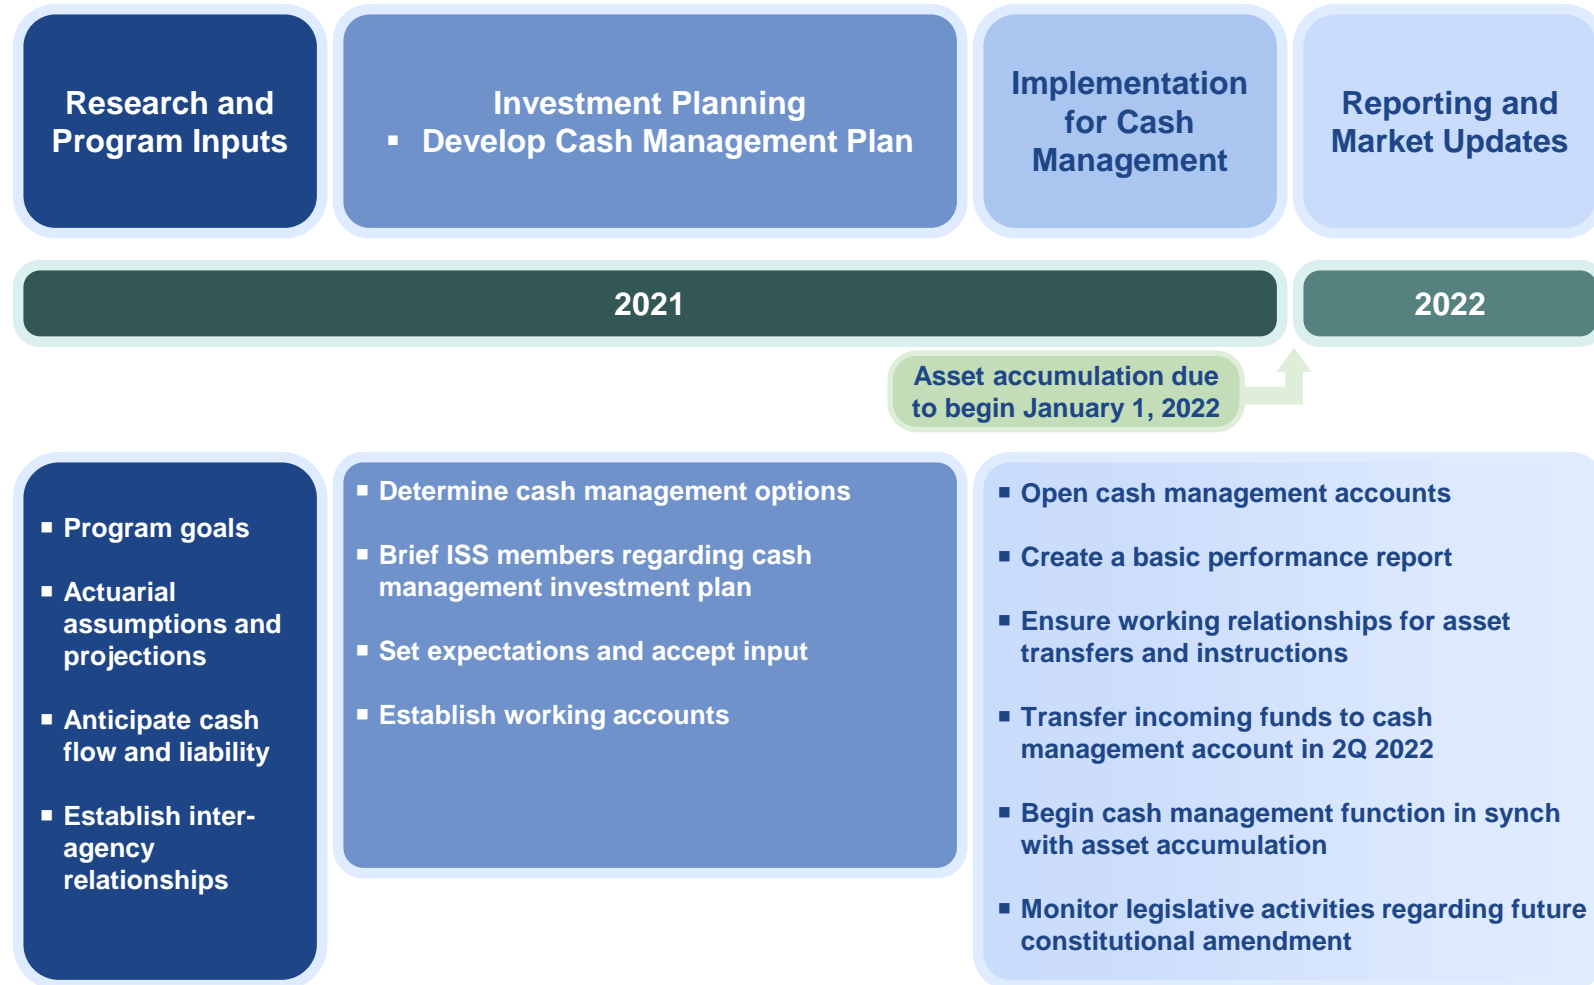 Research and
Program Inputs
Investment Planning
▪ Develop Cash Management Plan
Implementation
for Cash
Management
Reporting and
Market Updates
2021
2022
Asset accumulation due
to begin January 1, 2022
▪ Program goals
▪ Actuarial
assumptions and
projections
▪ Anticipate cash
flow and liability
▪ Establish inter-
agency
relationships
▪ Determine cash management options
▪ Brief ISS members regarding cash
management investment plan
▪ Set expectations and accept input
▪ Establish working accounts
▪ Open cash management accounts
▪ Create a basic performance report
▪ Ensure working relationships for asset
transfers and instructions
▪ Transfer incoming funds to cash
management account in 2Q 2022
▪ Begin cash management function in synch
with asset accumulation
▪ Monitor legislative activities regarding future
constitutional amendment